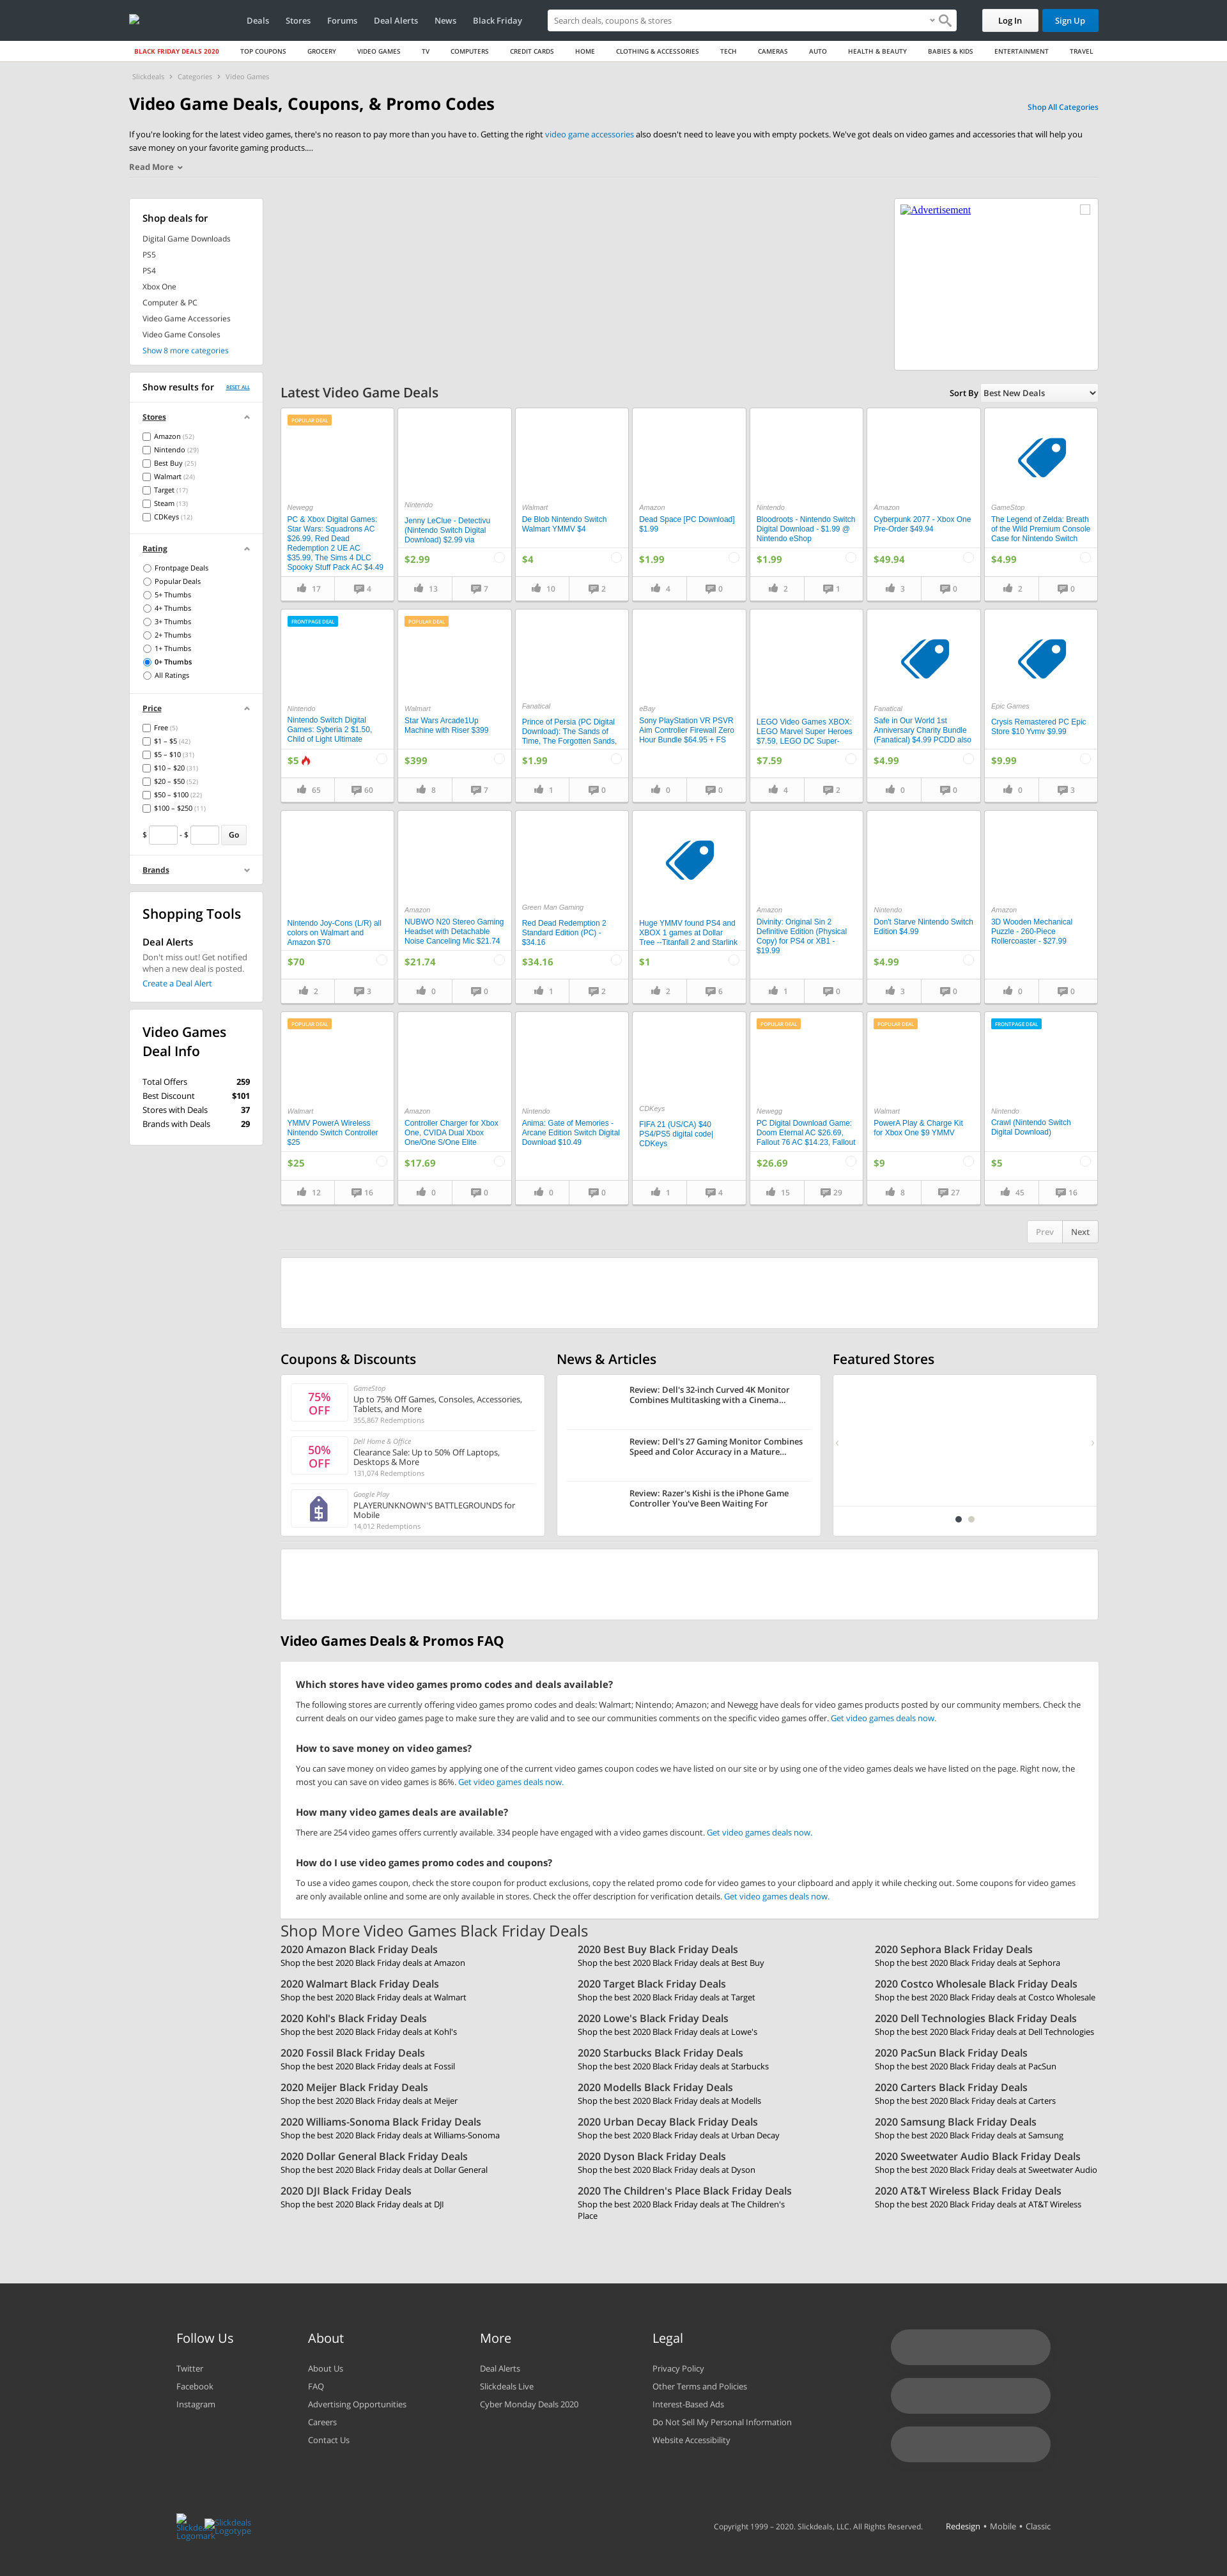 Deals Stores Forums Deal Alerts News Black Friday
Search deals, coupons & stores
Log In Sign Up
BLACK FRIDAY DEALS 2020 TOP COUPONS GROCERY VIDEO GAMES TV COMPUTERS CREDIT CARDS HOME CLOTHING & ACCESSORIES TECH CAMERAS AUTO HEALTH & BEAUTY BABIES & KIDS ENTERTAINMENT TRAVEL
Slickdeals › Categories › Video Games
Video Game Deals, Coupons, & Promo Codes
Shop All Categories
If you're looking for the latest video games, there's no reason to pay more than you have to. Getting the right video game accessories also doesn't need to leave you with empty pockets. We've got deals on video games and accessories that will help you
save money on your favorite gaming products....
Read More
Shop deals for
Digital Game Downloads
PS5
PS4
Xbox One
Computer & PC
Video Game Accessories
Video Game Consoles
Show 8 more categories
Advertisement
Show results for RESET ALL
Stores
Amazon (52)
Nintendo (29)
Best Buy (25)
Walmart (24)
Target (17)
Steam (13)
CDKeys (12)
Rating
Frontpage Deals
Popular Deals
5+ Thumbs
4+ Thumbs
3+ Thumbs
2+ Thumbs
1+ Thumbs
0+ Thumbs
All Ratings
Price
Free (5)
$1 – $5 (42)
$5 – $10 (31)
$10 – $20 (31)
$20 – $50 (52)
$50 – $100 (22)
$100 – $250 (11)
$ - $ Go
Brands
Shopping Tools
Deal Alerts
Don't miss out! Get notified
when a new deal is posted.
Create a Deal Alert
Video Games
Deal Info
Total Offers 259
Best Discount $101
Stores with Deals 37
Brands with Deals 29
Latest Video Game Deals
Sort By Best New Deals
POPULAR DEAL
Newegg
PC & Xbox Digital Games:
Star Wars: Squadrons AC
$26.99, Red Dead
Redemption 2 UE AC
$35.99, The Sims 4 DLC
Spooky Stuff Pack AC $4.49
17 4
Nintendo
Jenny LeClue - Detectivu
(Nintendo Switch Digital
Download) $2.99 via
$2.99
13 7
Walmart
De Blob Nintendo Switch
Walmart YMMV $4
$4
10 2
Amazon
Dead Space [PC Download]
$1.99
$1.99
4 0
Nintendo
Bloodroots - Nintendo Switch
Digital Download - $1.99 @
Nintendo eShop
$1.99
2 1
Amazon
Cyberpunk 2077 - Xbox One
Pre-Order $49.94
$49.94
3 0
GameStop
The Legend of Zelda: Breath
of the Wild Premium Console
Case for Nintendo Switch
$4.99
2 0
FRONTPAGE DEAL
Nintendo
Nintendo Switch Digital
Games: Syberia 2 $1.50,
Child of Light Ultimate
$5
65 60
POPULAR DEAL
Walmart
Star Wars Arcade1Up
Machine with Riser $399
$399
8 7
Fanatical
Prince of Persia (PC Digital
Download): The Sands of
Time, The Forgotten Sands,
$1.99
1 0
eBay
Sony PlayStation VR PSVR
Aim Controller Firewall Zero
Hour Bundle $64.95 + FS
0 0
LEGO Video Games XBOX:
LEGO Marvel Super Heroes
$7.59, LEGO DC Super-
$7.59
4 2
Fanatical
Safe in Our World 1st
Anniversary Charity Bundle
(Fanatical) $4.99 PCDD also
$4.99
0 0
Epic Games
Crysis Remastered PC Epic
Store $10 Yvmv $9.99
$9.99
0 3
Nintendo Joy-Cons (L/R) all
colors on Walmart and
Amazon $70
$70
2 3
Amazon
NUBWO N20 Stereo Gaming
Headset with Detachable
Noise Canceling Mic $21.74
$21.74
0 0
Green Man Gaming
Red Dead Redemption 2
Standard Edition (PC) -
$34.16
$34.16
1 2
Huge YMMV found PS4 and
XBOX 1 games at Dollar
Tree --Titanfall 2 and Starlink
$1
2 6
Amazon
Divinity: Original Sin 2
Definitive Edition (Physical
Copy) for PS4 or XB1 -
$19.99
1 0
Nintendo
Don't Starve Nintendo Switch
Edition $4.99
$4.99
3 0
Amazon
3D Wooden Mechanical
Puzzle - 260-Piece
Rollercoaster - $27.99
0 0
POPULAR DEAL
Walmart
YMMV PowerA Wireless
Nintendo Switch Controller
$25
$25
12 16
Amazon
Controller Charger for Xbox
One, CVIDA Dual Xbox
One/One S/One Elite
$17.69
0 0
Nintendo
Anima: Gate of Memories -
Arcane Edition Switch Digital
Download $10.49
0 0
CDKeys
FIFA 21 (US/CA) $40
PS4/PS5 digital code|
CDKeys
1 4
POPULAR DEAL
Newegg
PC Digital Download Game:
Doom Eternal AC $26.69,
Fallout 76 AC $14.23, Fallout
$26.69
15 29
POPULAR DEAL
Walmart
PowerA Play & Charge Kit
for Xbox One $9 YMMV
$9
8 27
FRONTPAGE DEAL
Nintendo
Crawl (Nintendo Switch
Digital Download)
$5
45 16
Prev Next
Coupons & Discounts
75%
OFF
GameStop
Up to 75% Off Games, Consoles, Accessories,
Tablets, and More
355,867 Redemptions
50%
OFF
Dell Home & Office
Clearance Sale: Up to 50% Off Laptops,
Desktops & More
131,074 Redemptions
Google Play
PLAYERUNKNOWN'S BATTLEGROUNDS for
Mobile
14,012 Redemptions
News & Articles
Review: Dell's 32-inch Curved 4K Monitor
Combines Multitasking with a Cinema...
Review: Dell's 27 Gaming Monitor Combines
Speed and Color Accuracy in a Mature...
Review: Razer's Kishi is the iPhone Game
Controller You've Been Waiting For
Featured Stores
‹ ›
Video Games Deals & Promos FAQ
Which stores have video games promo codes and deals available?
The following stores are currently offering video games promo codes and deals: Walmart; Nintendo; Amazon; and Newegg have deals for video games products posted by our community members. Check the
current deals on our video games page to make sure they are valid and to see our communities comments on the specific video games offer. Get video games deals now.
How to save money on video games?
You can save money on video games by applying one of the current video games coupon codes we have listed on our site or by using one of the video games deals we have listed on the page. Right now, the
most you can save on video games is 86%. Get video games deals now.
How many video games deals are available?
There are 254 video games offers currently available. 334 people have engaged with a video games discount. Get video games deals now.
How do I use video games promo codes and coupons?
To use a video games coupon, check the store coupon for product exclusions, copy the related promo code for video games to your clipboard and apply it while checking out. Some coupons for video games
are only available online and some are only available in stores. Check the offer description for verification details. Get video games deals now.
Shop More Video Games Black Friday Deals
2020 Amazon Black Friday Deals
Shop the best 2020 Black Friday deals at Amazon
2020 Best Buy Black Friday Deals
Shop the best 2020 Black Friday deals at Best Buy
2020 Sephora Black Friday Deals
Shop the best 2020 Black Friday deals at Sephora
2020 Walmart Black Friday Deals
Shop the best 2020 Black Friday deals at Walmart
2020 Target Black Friday Deals
Shop the best 2020 Black Friday deals at Target
2020 Costco Wholesale Black Friday Deals
Shop the best 2020 Black Friday deals at Costco Wholesale
2020 Kohl's Black Friday Deals
Shop the best 2020 Black Friday deals at Kohl's
2020 Lowe's Black Friday Deals
Shop the best 2020 Black Friday deals at Lowe's
2020 Dell Technologies Black Friday Deals
Shop the best 2020 Black Friday deals at Dell Technologies
2020 Fossil Black Friday Deals
Shop the best 2020 Black Friday deals at Fossil
2020 Starbucks Black Friday Deals
Shop the best 2020 Black Friday deals at Starbucks
2020 PacSun Black Friday Deals
Shop the best 2020 Black Friday deals at PacSun
2020 Meijer Black Friday Deals
Shop the best 2020 Black Friday deals at Meijer
2020 Modells Black Friday Deals
Shop the best 2020 Black Friday deals at Modells
2020 Carters Black Friday Deals
Shop the best 2020 Black Friday deals at Carters
2020 Williams-Sonoma Black Friday Deals
Shop the best 2020 Black Friday deals at Williams-Sonoma
2020 Urban Decay Black Friday Deals
Shop the best 2020 Black Friday deals at Urban Decay
2020 Samsung Black Friday Deals
Shop the best 2020 Black Friday deals at Samsung
2020 Dollar General Black Friday Deals
Shop the best 2020 Black Friday deals at Dollar General
2020 Dyson Black Friday Deals
Shop the best 2020 Black Friday deals at Dyson
2020 Sweetwater Audio Black Friday Deals
Shop the best 2020 Black Friday deals at Sweetwater Audio
2020 DJI Black Friday Deals
Shop the best 2020 Black Friday deals at DJI
2020 The Children's Place Black Friday Deals
Shop the best 2020 Black Friday deals at The Children's
Place
2020 AT&T Wireless Black Friday Deals
Shop the best 2020 Black Friday deals at AT&T Wireless
Follow Us
Twitter
Facebook
Instagram
About
About Us
FAQ
Advertising Opportunities
Careers
Contact Us
More
Deal Alerts
Slickdeals Live
Cyber Monday Deals 2020
Legal
Privacy Policy
Other Terms and Policies
Interest-Based Ads
Do Not Sell My Personal Information
Website Accessibility
Slickdeals
Logomark
Slickdeals
Logotype
Copyright 1999 – 2020. Slickdeals, LLC. All Rights Reserved.
Redesign • Mobile • Classic